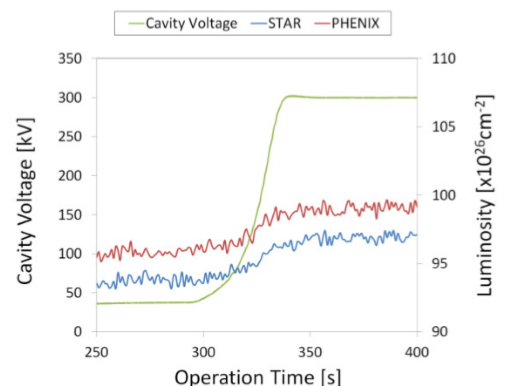 Cavity Voltage STAR PHENIX
350 110
300
250 105
200
150 100
100 95
50
0 90
250 300 350 400
Cavity Voltage [kV]
Luminosity [x10²⁶cm⁻²]
Operation Time [s]